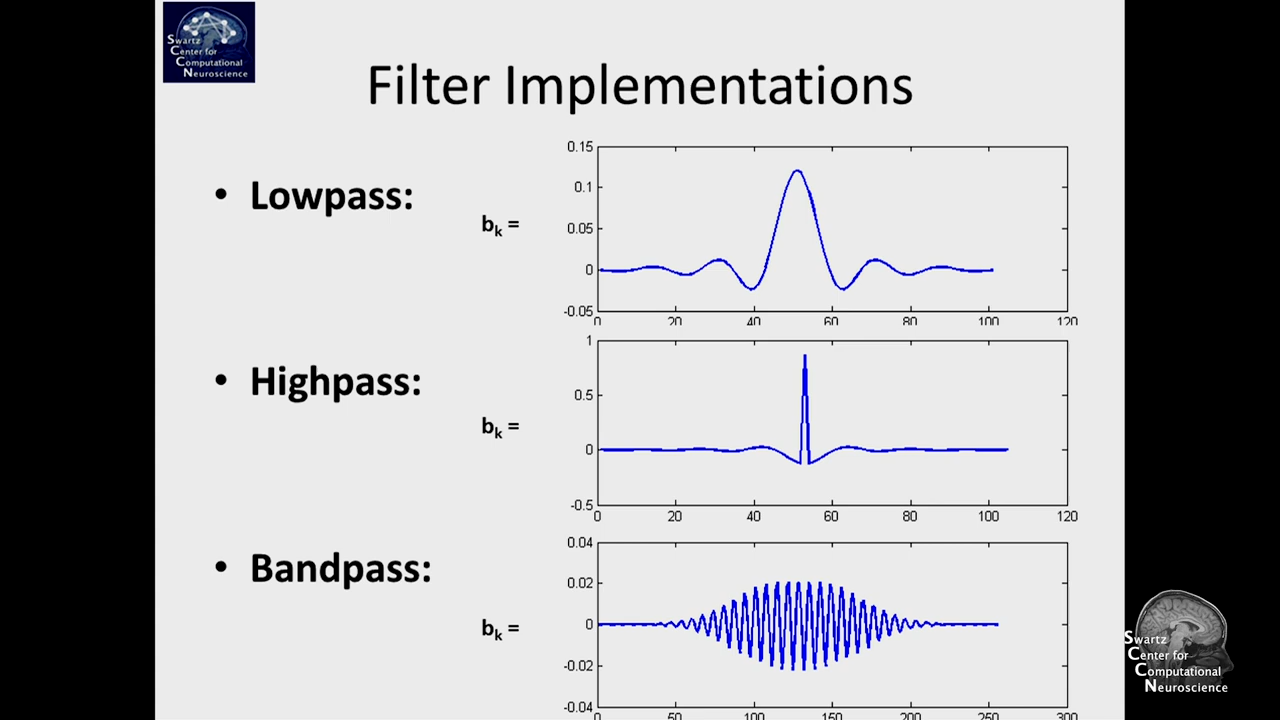 Swartz
Center for
Computational
Neuroscience
Filter Implementations
• Lowpass:
bk =
0.15
0.1
0.05
0
-0.05
0 20 40 60 80 100 120
• Highpass:
bk =
1
0.5
0
-0.5
0 20 40 60 80 100 120
• Bandpass:
bk =
0.04
0.02
0
-0.02
-0.04
0 50 100 150 200 250 300
Swartz
Center for
Computational
Neuroscience